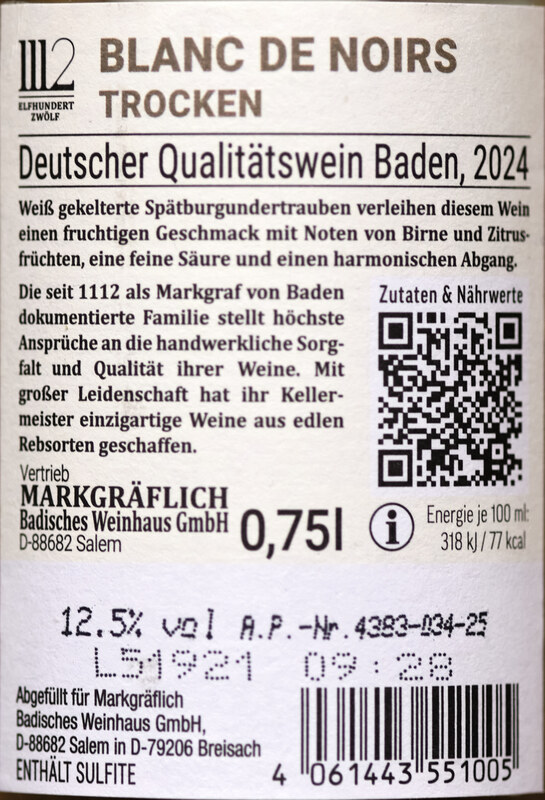 1112
ELFHUNDERT
ZWÖLF
BLANC DE NOIRS
TROCKEN
Deutscher Qualitätswein Baden, 2024
Weiß gekelterte Spätburgundertrauben verleihen diesem Wein
einen fruchtigen Geschmack mit Noten von Birne und Zitrus-
früchten, eine feine Säure und einen harmonischen Abgang.
Die seit 1112 als Markgraf von Baden
dokumentierte Familie stellt höchste
Ansprüche an die handwerkliche Sorg-
falt und Qualität ihrer Weine. Mit
großer Leidenschaft hat ihr Keller-
meister einzigartige Weine aus edlen
Rebsorten geschaffen.
Zutaten & Nährwerte
Vertrieb
MARKGRÄFLICH
Badisches Weinhaus GmbH
D-88682 Salem
0,75l
i
Energie je 100 ml:
318 kJ / 77 kcal
12.5% vol A.P.-Nr.4383-034-25
L51921 09:28
Abgefüllt für Markgräflich
Badisches Weinhaus GmbH,
D-88682 Salem in D-79206 Breisach
ENTHÄLT SULFITE
4 061443 551005